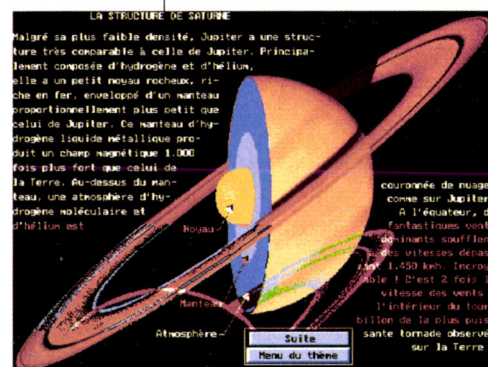 LA STRUCTURE DE SATURNE
Malgré sa plus faible densité, Jupiter a une struc-
ture très comparable à celle de Jupiter. Principa-
lement composée d'hydrogène et d'hélium,
elle a un petit noyau rocheux, ri-
che en fer, enveloppé d'un manteau
proportionnellement plus petit que
celui de Jupiter. Ce manteau d'hy-
drogène liquide métallique pro-
duit un champ magnétique 1.000
fois plus fort que celui de
la Terre. Au-dessus du man-
teau, une atmosphère d'hy-
drogène moléculaire et
d'hélium est
couronnée de nuage
comme sur Jupiter
A l'équateur, d
fantastiques vent
dominants soufflen
des vitesses dépas
sant 1.450 kmh. Incroy
able ! C'est 2 fois l
vitesse des vents
l'intérieur du tour
billon de la plus puis
sante tornade observé
sur la Terre
Noyau
Manteau
Atmosphère
Suite
Menu du thème